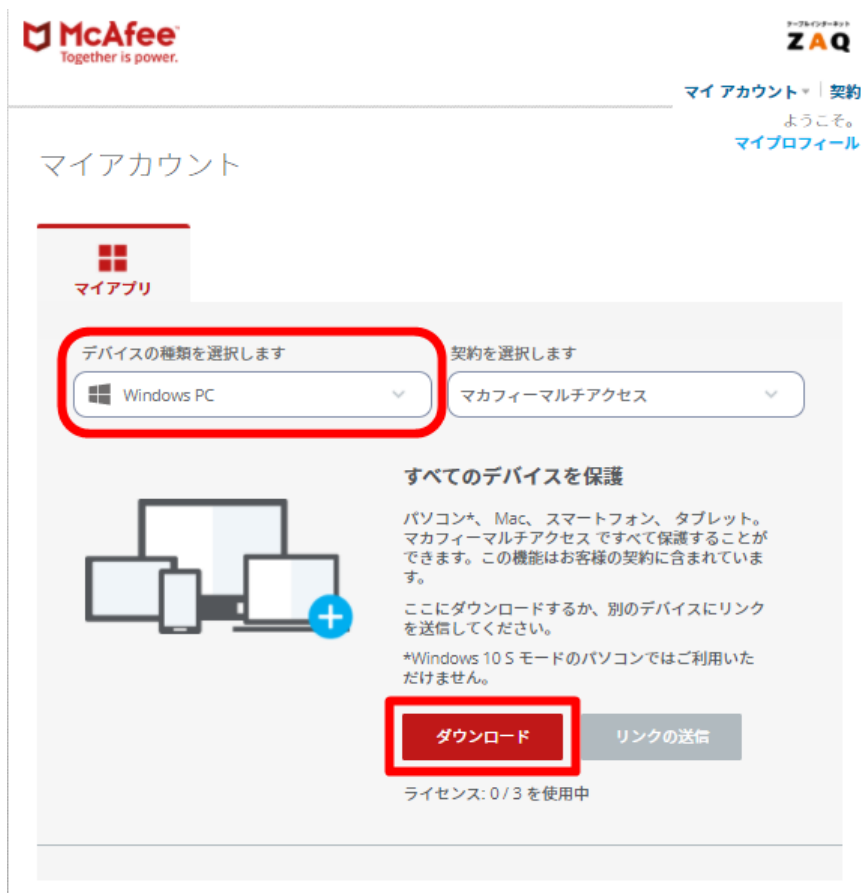 McAfee
Together is power.
ケーブルインターネット
ZAQ
マイ アカウント
契約
ようこそ。
マイプロフィール
マイアカウント
マイアプリ
デバイスの種類を選択します
契約を選択します
Windows PC
マカフィーマルチアクセス
すべてのデバイスを保護
パソコン*、 Mac、 スマートフォン、 タブレット。
マカフィーマルチアクセス ですべて保護することが
できます。この機能はお客様の契約に含まれていま
す。
ここにダウンロードするか、別のデバイスにリンク
を送信してください。
*Windows 10 S モードのパソコンではご利用いた
だけません。
ダウンロード
リンクの送信
ライセンス: 0 / 3 を使用中